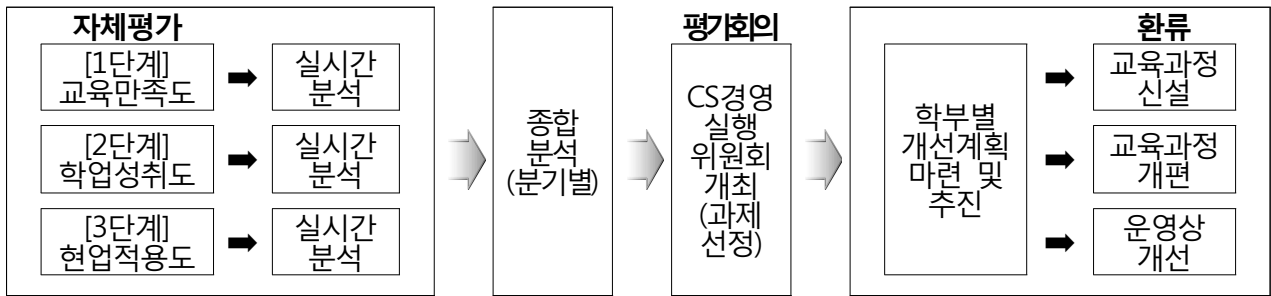 자체평가
[1단계]
교육만족도
실시간
분석
[2단계]
학업성취도
실시간
분석
[3단계]
현업적용도
실시간
분석
종합
분석
(분기별)
평가회의
CS경영
실행
위원회
개최
(과제
선정)
환류
학부별
개선계획
마련 및
추진
교육과정
신설
교육과정
개편
운영상
개선